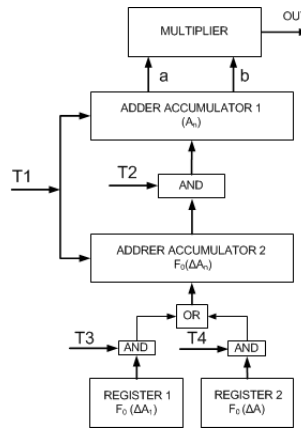 OUT
MULTIPLIER
a b
ADDER ACCUMULATOR 1
(Aₙ)
T1
T2
AND
ADDRER ACCUMULATOR 2
F₀(ΔAₙ)
OR
T3
AND
T4
AND
REGISTER 1
F₀ (ΔA₁)
REGISTER 2
F₀ (ΔA)